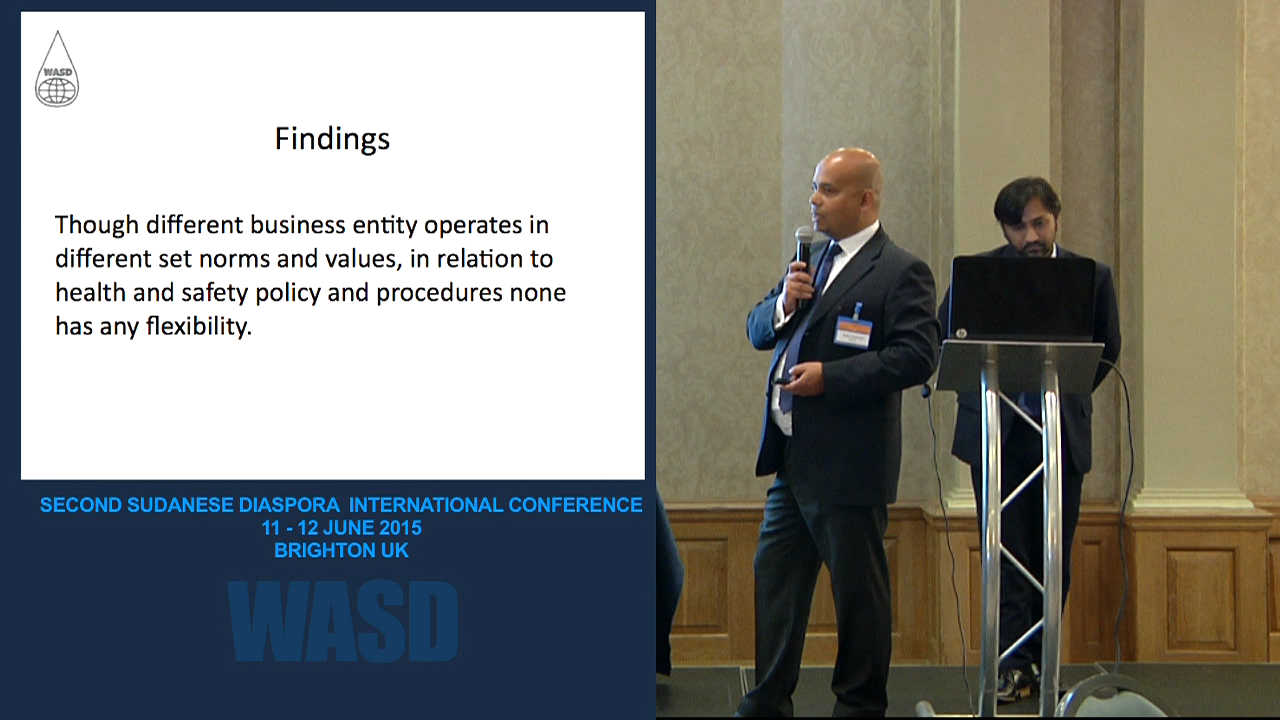 WASD
Findings
Though different business entity operates in
different set norms and values, in relation to
health and safety policy and procedures none
has any flexibility.
SECOND SUDANESE DIASPORA INTERNATIONAL CONFERENCE
11 - 12 JUNE 2015
BRIGHTON UK
WASD
hp